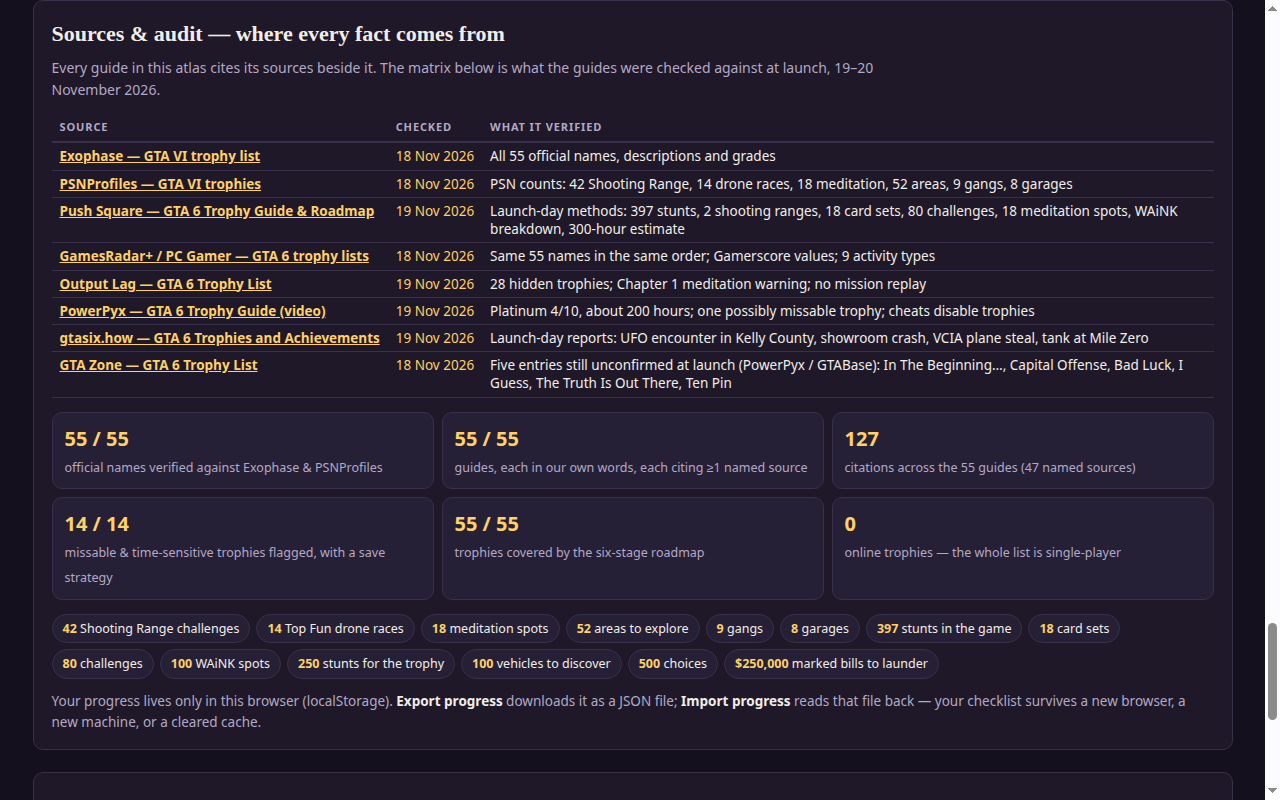 Sources & audit — where every fact comes from
Every guide in this atlas cites its sources beside it. The matrix below is what the guides were checked against at launch, 19–20
November 2026.
SOURCE CHECKED WHAT IT VERIFIED
Exophase — GTA VI trophy list 18 Nov 2026 All 55 official names, descriptions and grades
PSNProfiles — GTA VI trophies 18 Nov 2026 PSN counts: 42 Shooting Range, 14 drone races, 18 meditation, 52 areas, 9 gangs, 8 garages
Push Square — GTA 6 Trophy Guide & Roadmap 19 Nov 2026 Launch-day methods: 397 stunts, 2 shooting ranges, 18 card sets, 80 challenges, 18 meditation spots, WAiNK
breakdown, 300-hour estimate
GamesRadar+ / PC Gamer — GTA 6 trophy lists 18 Nov 2026 Same 55 names in the same order; Gamerscore values; 9 activity types
Output Lag — GTA 6 Trophy List 19 Nov 2026 28 hidden trophies; Chapter 1 meditation warning; no mission replay
PowerPyx — GTA 6 Trophy Guide (video) 19 Nov 2026 Platinum 4/10, about 200 hours; one possibly missable trophy; cheats disable trophies
gtasix.how — GTA 6 Trophies and Achievements 19 Nov 2026 Launch-day reports: UFO encounter in Kelly County, showroom crash, VCIA plane steal, tank at Mile Zero
GTA Zone — GTA 6 Trophy List 18 Nov 2026 Five entries still unconfirmed at launch (PowerPyx / GTABase): In The Beginning..., Capital Offense, Bad Luck, I
Guess, The Truth Is Out There, Ten Pin
55 / 55
official names verified against Exophase & PSNProfiles
55 / 55
guides, each in our own words, each citing ≥1 named source
127
citations across the 55 guides (47 named sources)
14 / 14
missable & time-sensitive trophies flagged, with a save
strategy
55 / 55
trophies covered by the six-stage roadmap
0
online trophies — the whole list is single-player
42 Shooting Range challenges 14 Top Fun drone races 18 meditation spots 52 areas to explore 9 gangs 8 garages 397 stunts in the game 18 card sets
80 challenges 100 WAiNK spots 250 stunts for the trophy 100 vehicles to discover 500 choices $250,000 marked bills to launder
Your progress lives only in this browser (localStorage). Export progress downloads it as a JSON file; Import progress reads that file back — your checklist survives a new browser, a
new machine, or a cleared cache.